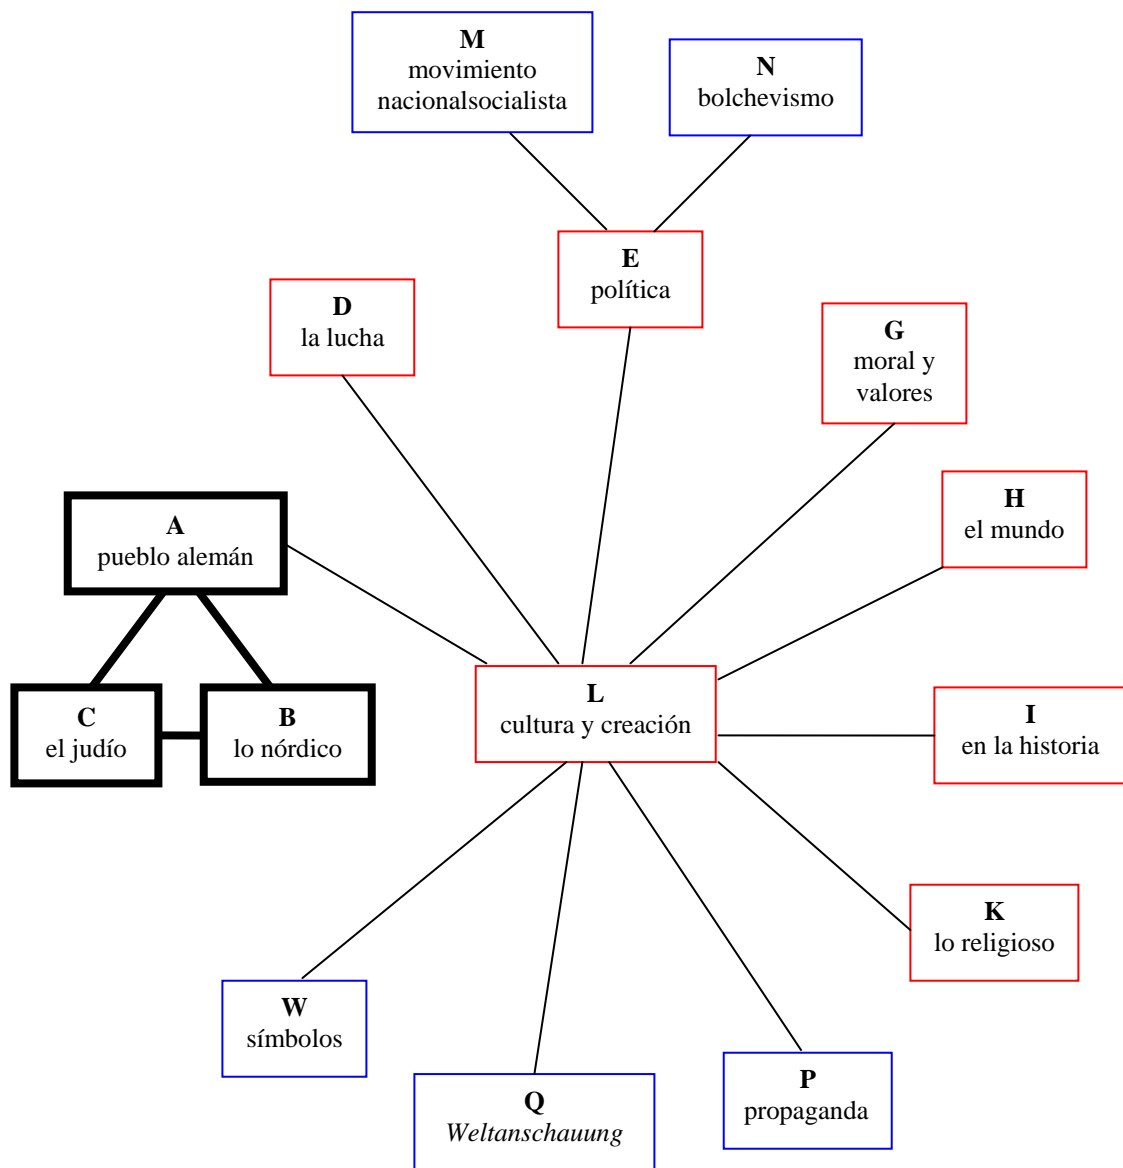 M
movimiento
nacionalsocialista
N
bolchevismo
E
política
D
la lucha
G
moral y
valores
A
pueblo alemán
H
el mundo
C
el judío
B
lo nórdico
L
cultura y creación
I
en la historia
K
lo religioso
W
símbolos
Q
Weltanschauung
P
propaganda